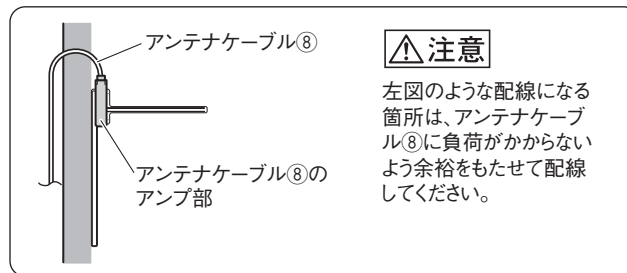 アンテナケーブル⑧
アンテナケーブル⑧の
アンプ部
注意
左図のような配線になる
箇所は、アンテナケーブ
ル⑧に負荷がかからない
よう余裕をもたせて配線
してください。